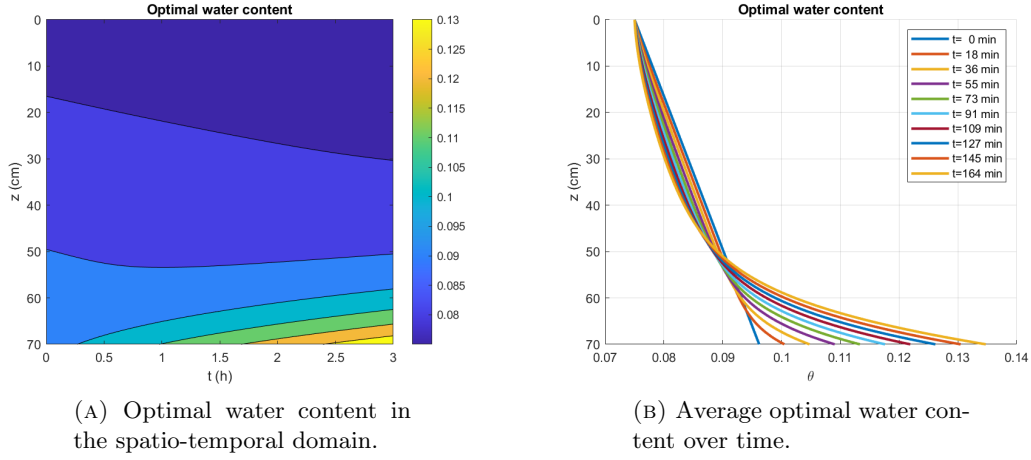 Optimal water content
0
10
20
30
40
50
60
70
z (cm)
0 0.5 1 1.5 2 2.5 3
t (h)
0.13
0.125
0.12
0.115
0.11
0.105
0.1
0.095
0.09
0.085
0.08
Optimal water content
0
10
20
30
40
50
60
70
z (cm)
0.07 0.08 0.09 0.1 0.11 0.12 0.13 0.14
θ
t= 0 min
t= 18 min
t= 36 min
t= 55 min
t= 73 min
t= 91 min
t=109 min
t=127 min
t=145 min
t=164 min
(A) Optimal water content in
the spatio-temporal domain.
(B) Average optimal water con-
tent over time.